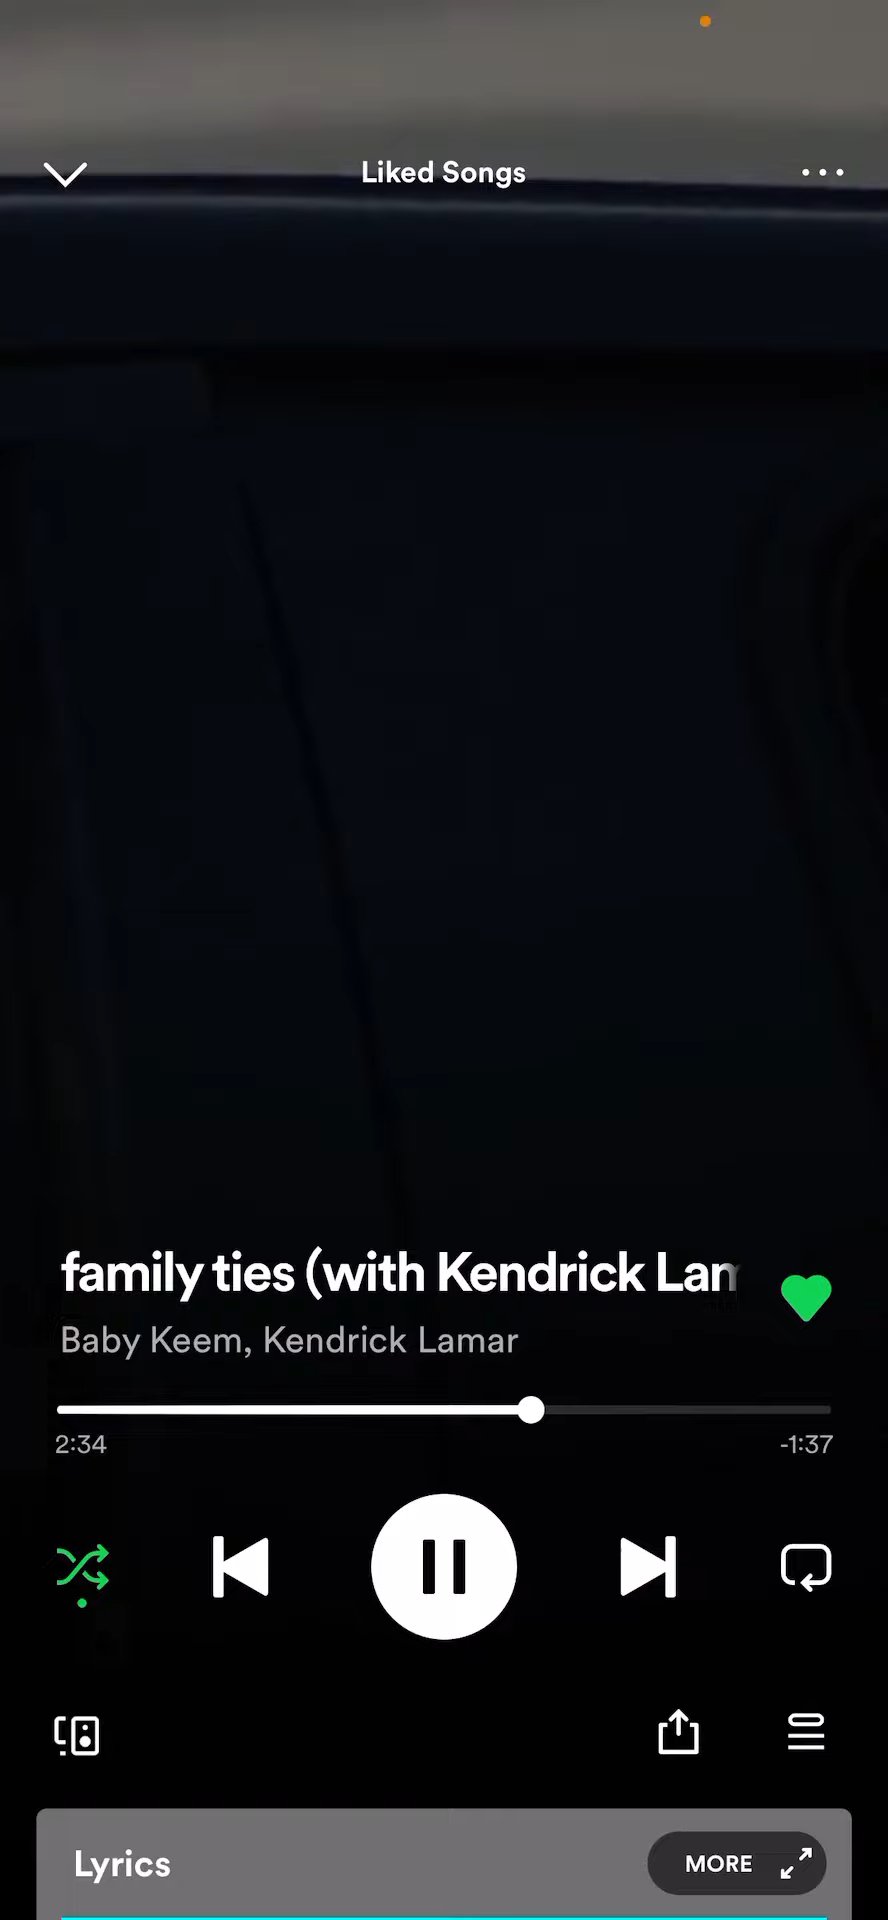 Liked Songs
family ties (with Kendrick Lam
Baby Keem, Kendrick Lamar
2:34
-1:37
Lyrics
MORE